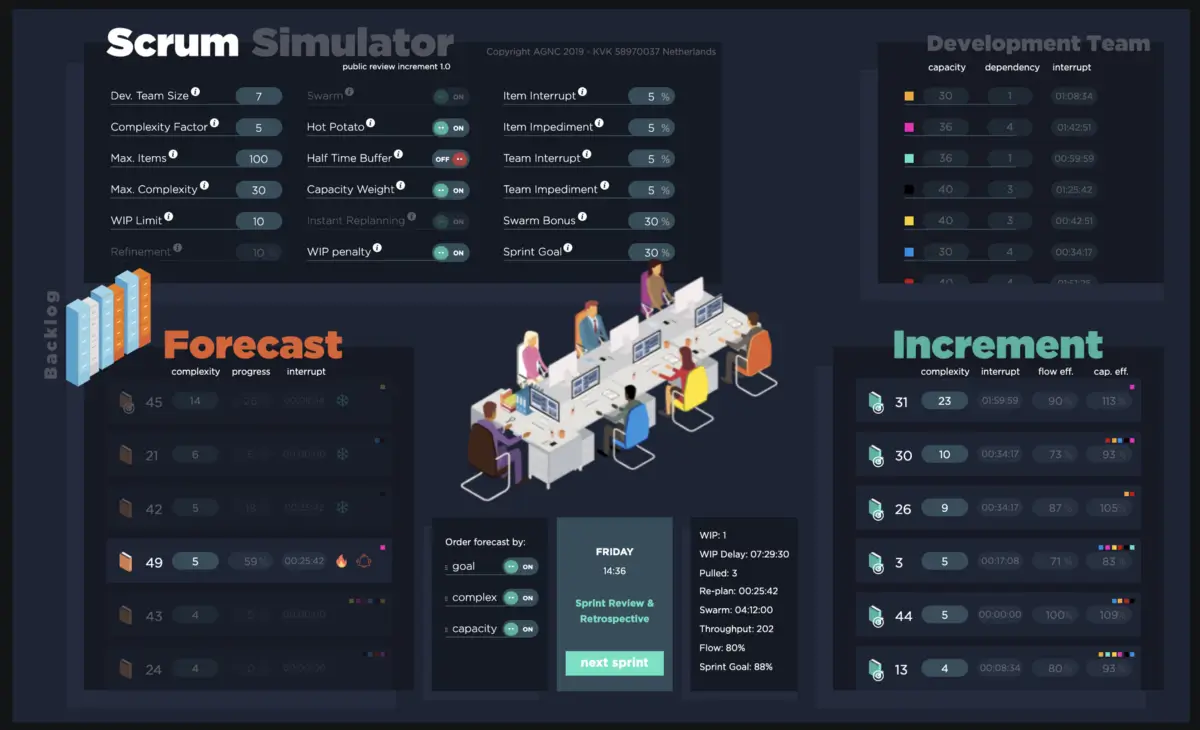 Scrum Simulator
Copyright AGNC 2019 - KVK 58970037 Netherlands
public review increment 1.0
Dev. Team Size 7
Complexity Factor 5
Max. Items 100
Max. Complexity 30
WIP Limit 10
Refinement 10 %
Swarm ON
Hot Potato ON
Half Time Buffer OFF
Capacity Weight ON
Instant Replanning ON
WIP penalty ON
Item Interrupt 5 %
Item Impediment 5 %
Team Interrupt 5 %
Team Impediment 5 %
Swarm Bonus 30 %
Sprint Goal 30 %
Development Team
capacity dependency interrupt
30 1 01:08:34
36 4 01:42:51
36 1 00:59:59
40 3 01:25:42
40 3 00:42:51
30 4 00:34:17
40
Backlog
Forecast
complexity progress interrupt
45 14
21 6 00:00:00
42 5
49 5 59 % 00:25:42
43 4 00:00:00
24 4 00:00:00
Order forecast by:
goal ON
complex ON
capacity ON
FRIDAY
14:36
Sprint Review &
Retrospective
next sprint
WIP: 1
WIP Delay: 07:29:30
Pulled: 3
Re-plan: 00:25:42
Swarm: 04:12:00
Throughput: 202
Flow: 80%
Sprint Goal: 88%
Increment
complexity interrupt flow eff. cap. eff.
31 23 01:59:59 90 % 113 %
30 10 00:34:17 73 % 93 %
26 9 00:34:17 87 % 105 %
3 5 00:17:08 71 % 83 %
44 5 00:00:00 100 % 109 %
13 4 00:08:34 80 % 93 %